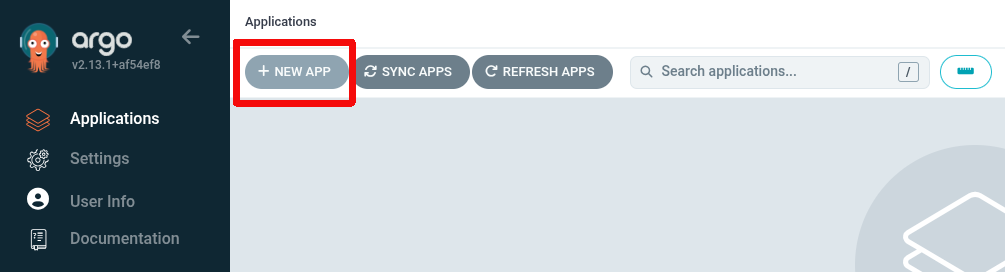 argo
v2.13.1+af54ef8
Applications
Settings
User Info
Documentation
Applications
+ NEW APP
SYNC APPS
REFRESH APPS
Search applications...
/